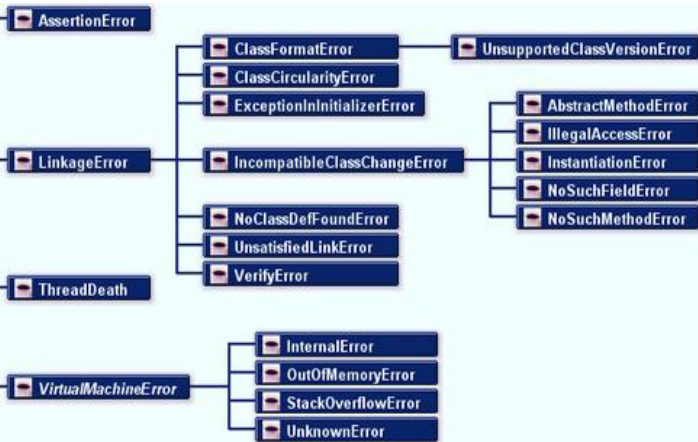 AssertionError
ClassFormatError
UnsupportedClassVersionError
ClassCircularityError
ExceptionInInitializerError
AbstractMethodError
IllegalAccessError
LinkageError
IncompatibleClassChangeError
InstantiationError
NoSuchFieldError
NoClassDefFoundError
NoSuchMethodError
UnsatisfiedLinkError
VerifyError
ThreadDeath
InternalError
OutOfMemoryError
VirtualMachineError
StackOverflowError
UnknownError